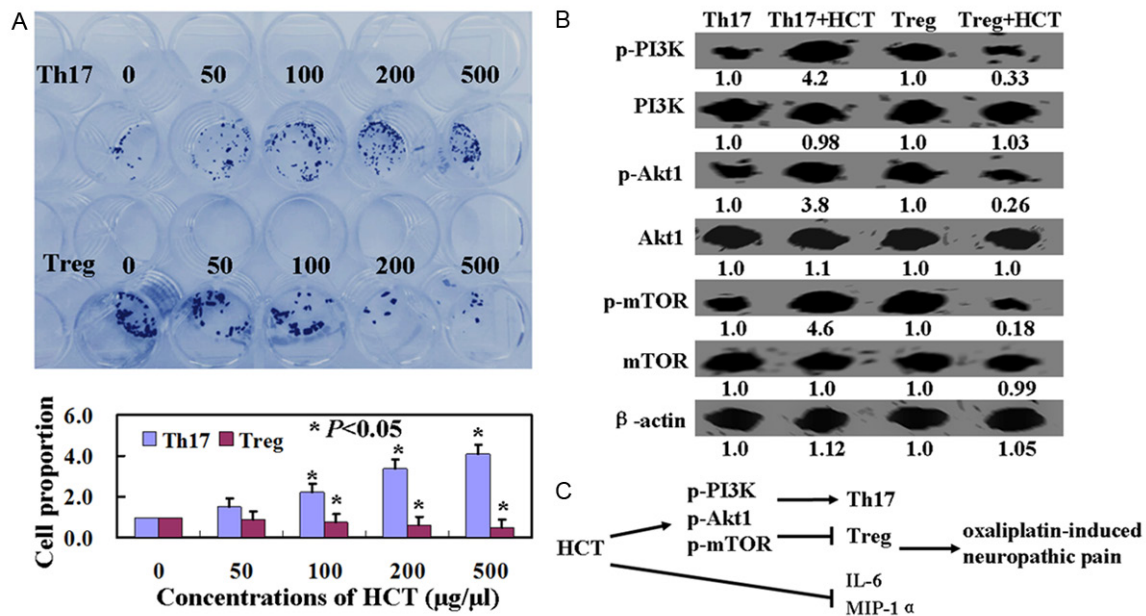 A
Th17 0 50 100 200 500
Treg 0 50 100 200 500
6.0
4.0
2.0
0.0
Cell proportion
Th17 Treg
* P<0.05
* * *
* * *
0 50 100 200 500
Concentrations of HCT (μg/μl)
B
Th17 Th17+HCT Treg Treg+HCT
p-PI3K
1.0 4.2 1.0 0.33
PI3K
1.0 0.98 1.0 1.03
p-Akt1
1.0 3.8 1.0 0.26
Akt1
1.0 1.1 1.0 1.0
p-mTOR
1.0 4.6 1.0 0.18
mTOR
1.0 1.0 1.0 0.99
β-actin
1.0 1.12 1.0 1.05
C
HCT
p-PI3K
p-Akt1
p-mTOR
Th17
Treg
IL-6
MIP-1 α
oxaliplatin-induced
neuropathic pain